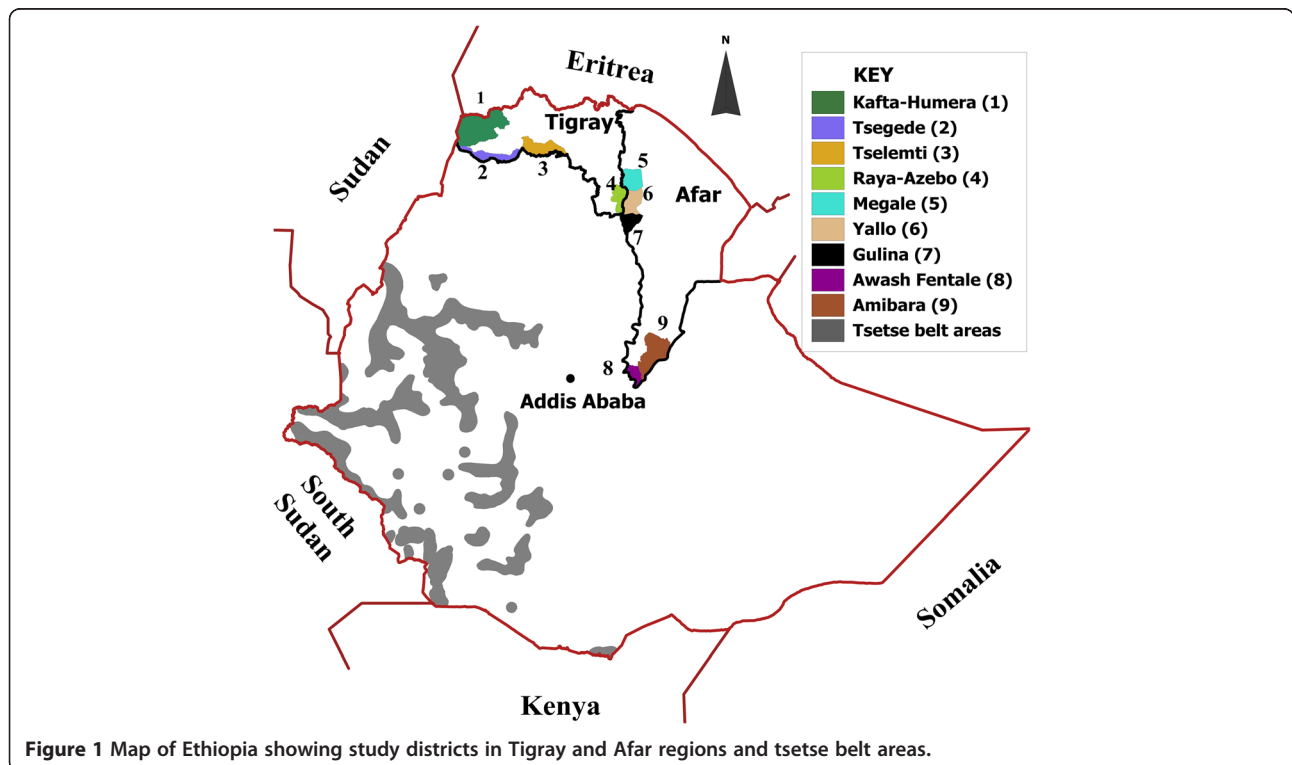 N
Eritrea
1
Tigray
Sudan
2
3
5
4
6
Afar
7
9
8
Addis Ababa
South
Sudan
Somalia
Kenya
KEY
Kafta-Humera (1)
Tsegede (2)
Tselemti (3)
Raya-Azebo (4)
Megale (5)
Yallo (6)
Gulina (7)
Awash Fentale (8)
Amibara (9)
Tsetse belt areas
Figure 1 Map of Ethiopia showing study districts in Tigray and Afar regions and tsetse belt areas.